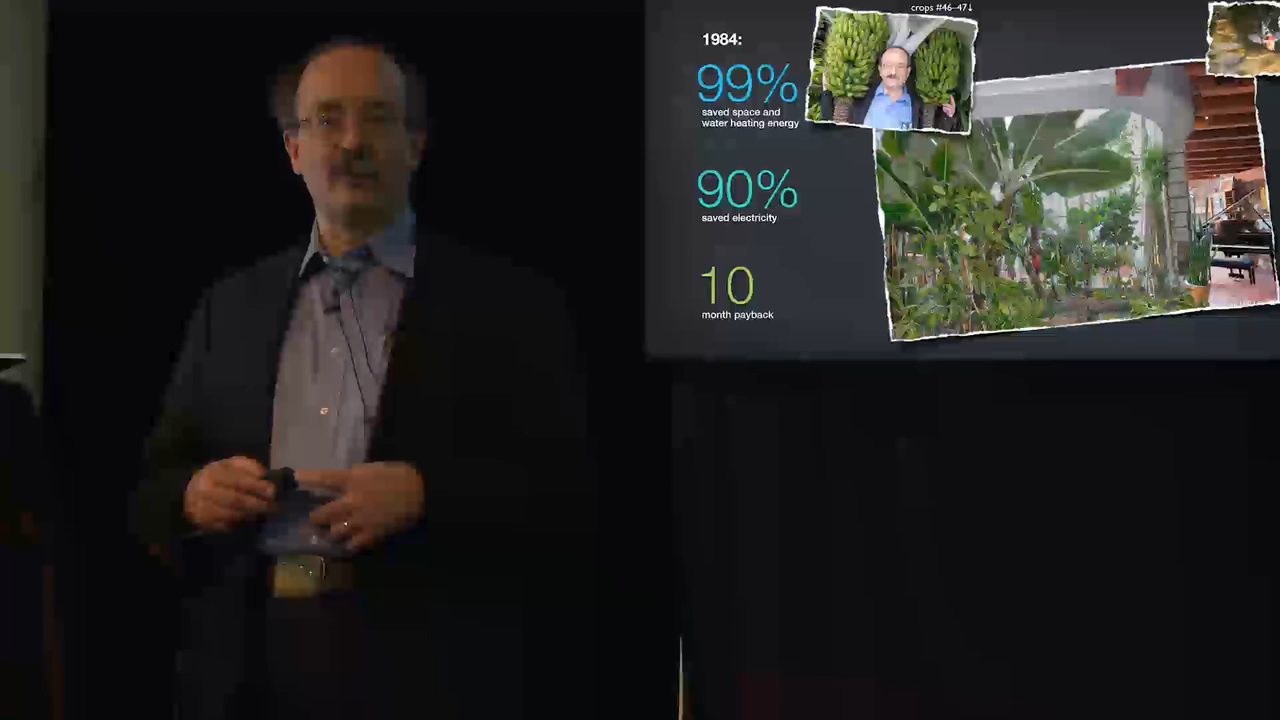 crops #46–47↓
1984:
99%
saved space and
water heating energy
90%
saved electricity
10
month payback